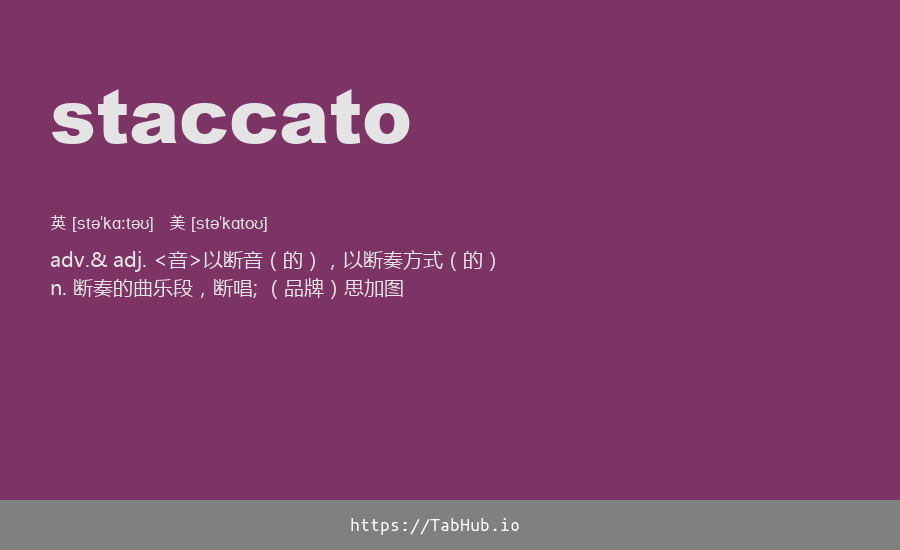 staccato
英 [stəˈkɑːtəʊ] 美 [stəˈkɑtoʊ]
adv.& adj. <音>以断音（的），以断奏方式（的）
n. 断奏的曲乐段，断唱; （品牌）思加图
https://TabHub.io